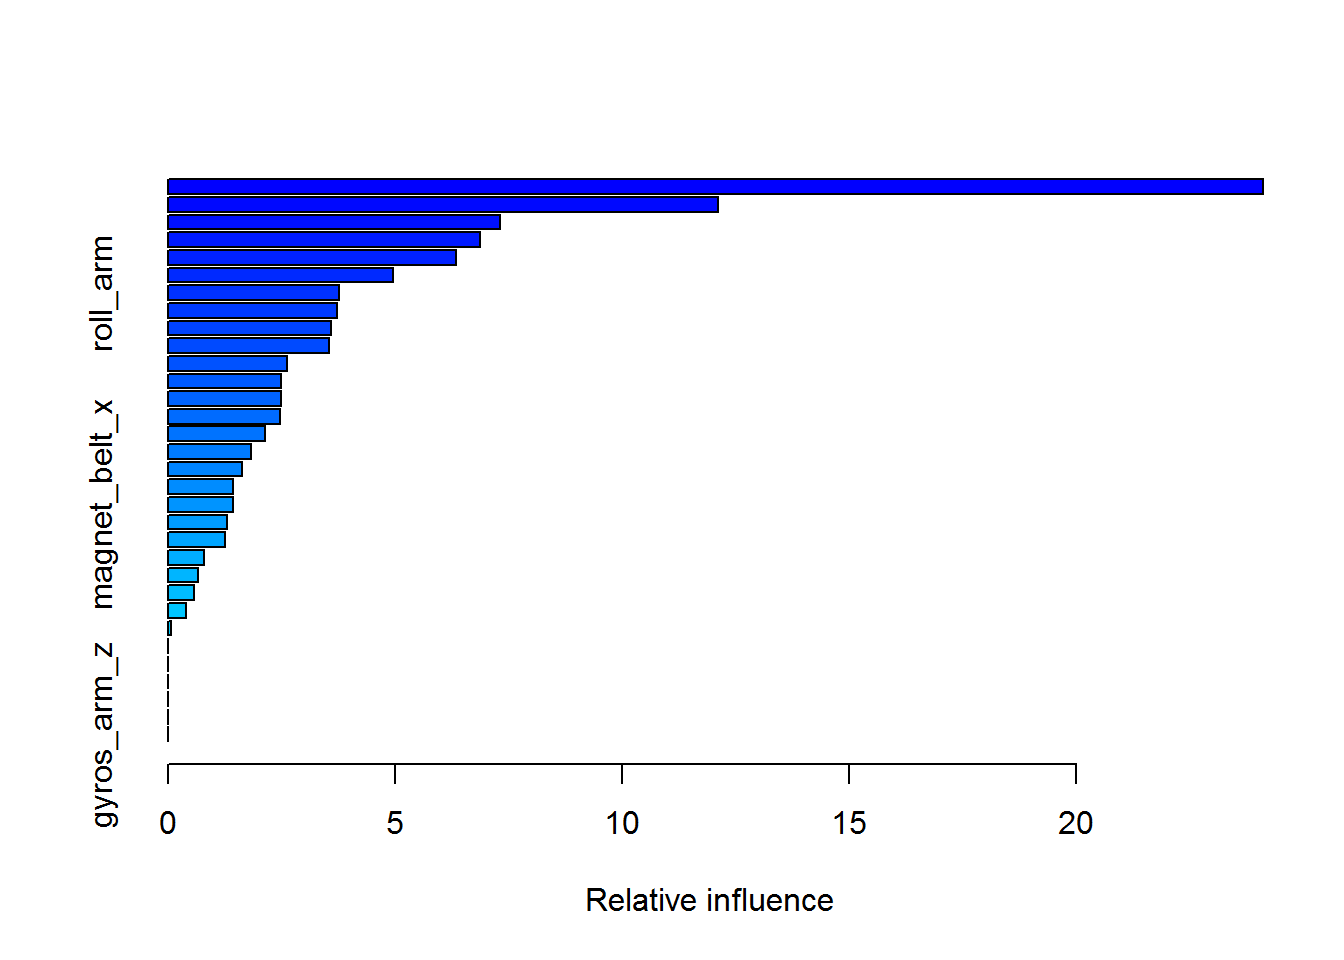 roll_arm
magnet_belt_x
gyros_arm_z
0 5 10 15 20
Relative influence